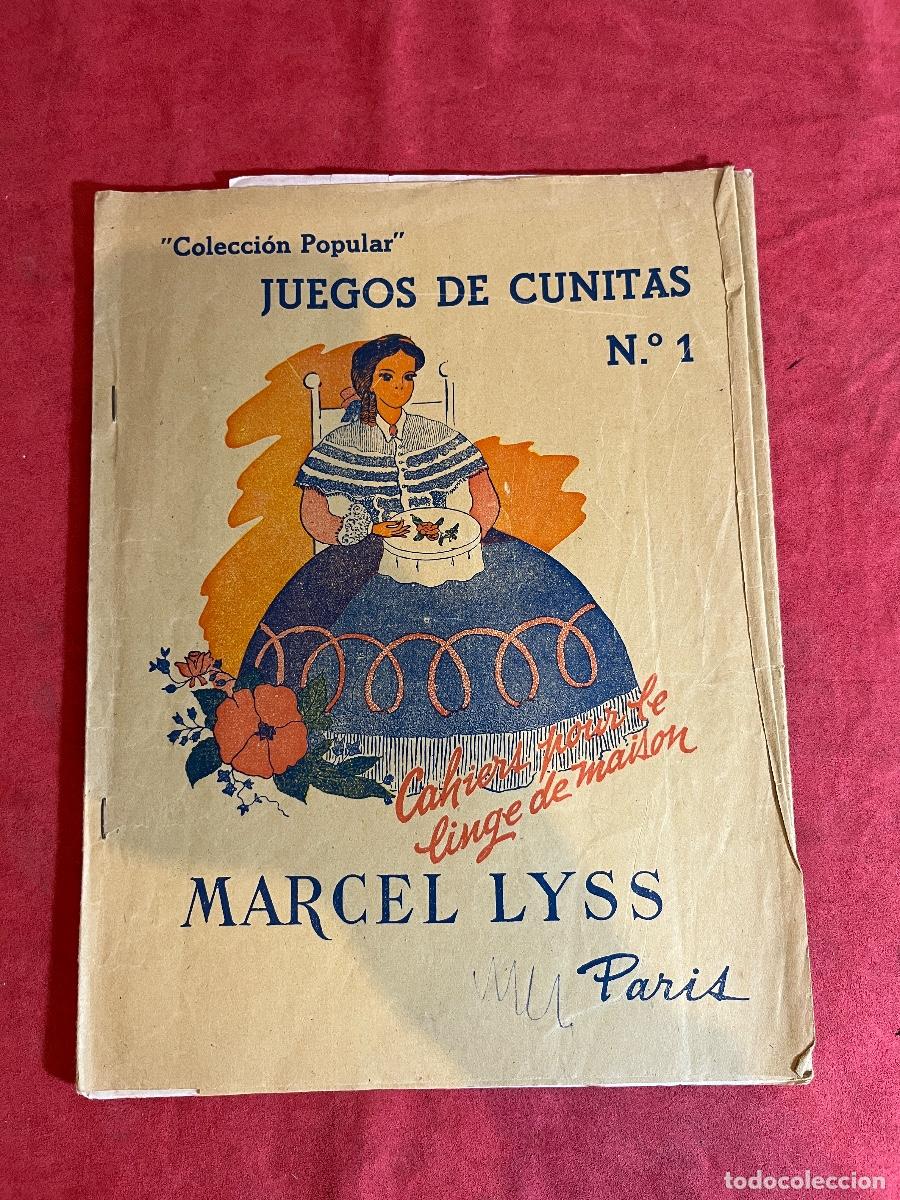 "Colección Popular"
JUEGOS DE CUNITAS
N.º 1
Cahiers pour le
linge de maison
MARCEL LYSS
Paris
todocoleccion